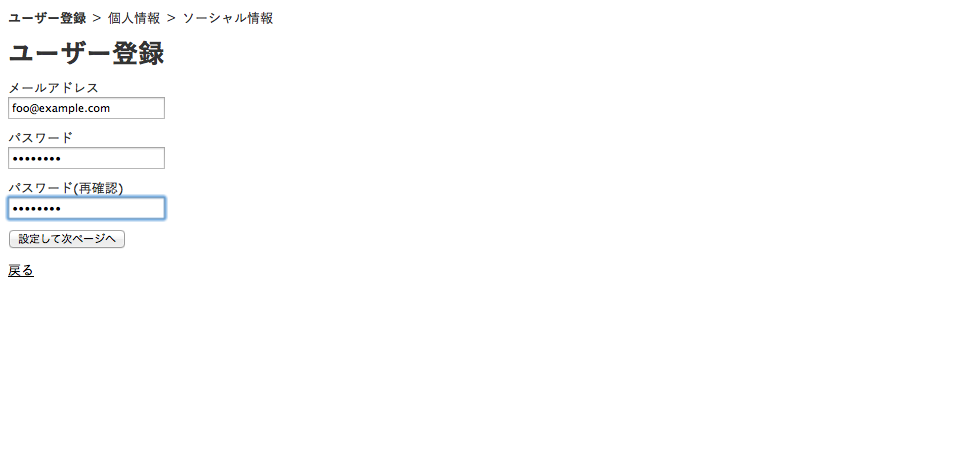 ユーザー登録 > 個人情報 > ソーシャル情報
ユーザー登録
メールアドレス
foo@example.com
パスワード
••••••••
パスワード(再確認)
••••••••
設定して次ページへ
戻る